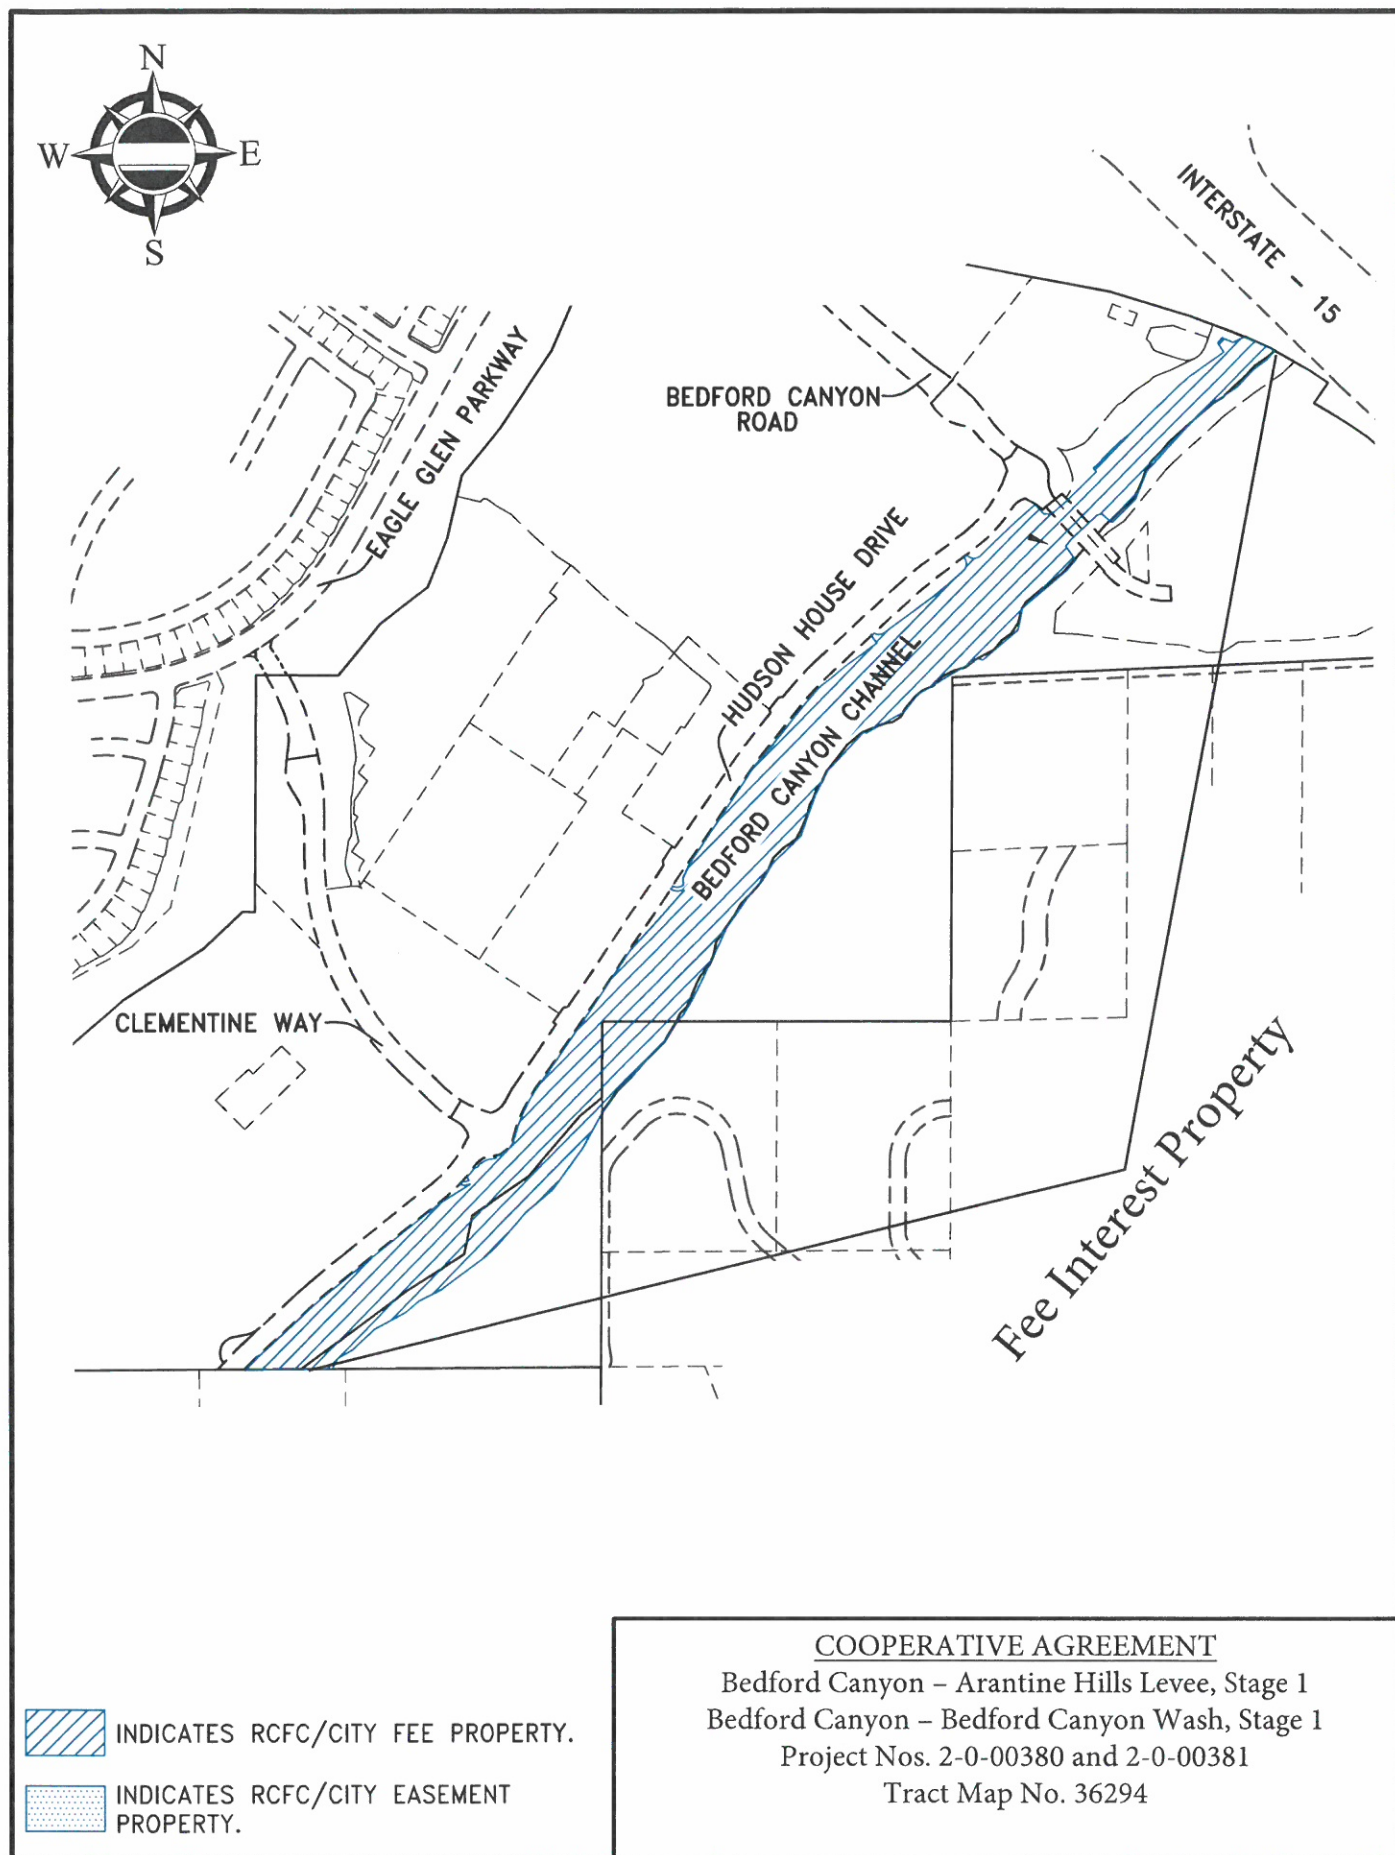 N
W E
S
INTERSTATE - 15
BEDFORD CANYON
ROAD
EAGLE GLEN PARKWAY
HUDSON HOUSE DRIVE
BEDFORD CANYON CHANNEL
CLEMENTINE WAY
Fee Interest Property
INDICATES RCFC/CITY FEE PROPERTY.
INDICATES RCFC/CITY EASEMENT
PROPERTY.
COOPERATIVE AGREEMENT
Bedford Canyon – Arantine Hills Levee, Stage 1
Bedford Canyon – Bedford Canyon Wash, Stage 1
Project Nos. 2-0-00380 and 2-0-00381
Tract Map No. 36294